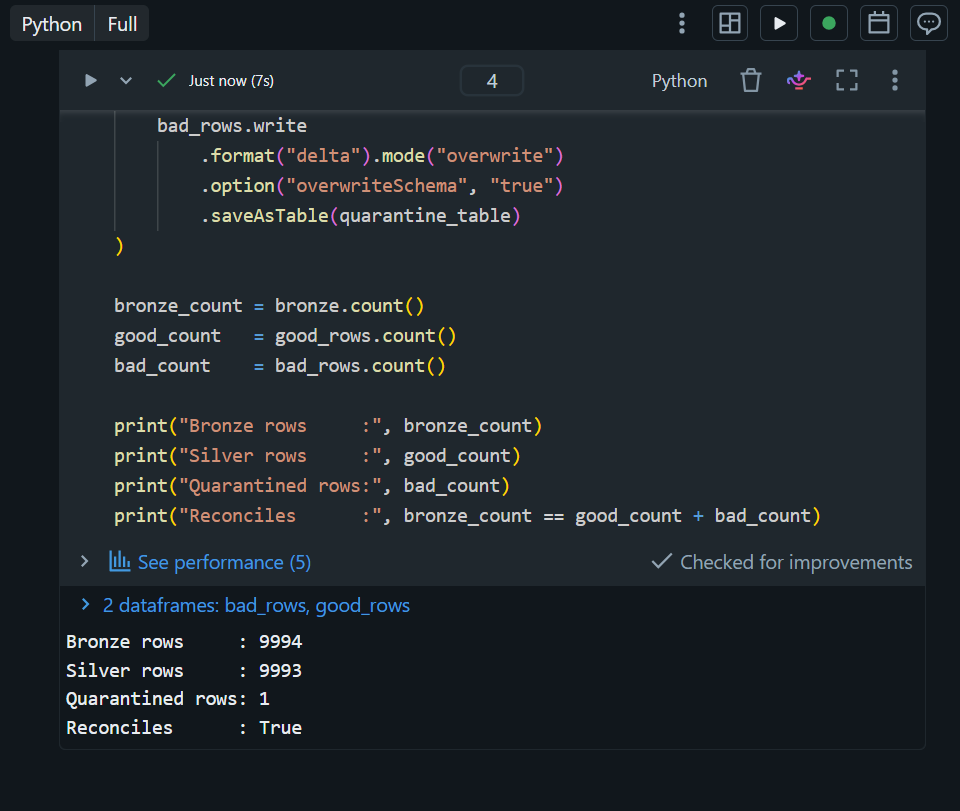 Python Full
Just now (7s) 4 Python
bad_rows.write
.format("delta").mode("overwrite")
.option("overwriteSchema", "true")
.saveAsTable(quarantine_table)
)
bronze_count = bronze.count()
good_count   = good_rows.count()
bad_count    = bad_rows.count()
print("Bronze rows     :", bronze_count)
print("Silver rows     :", good_count)
print("Quarantined rows:", bad_count)
print("Reconciles      :", bronze_count == good_count + bad_count)
See performance (5) Checked for improvements
2 dataframes: bad_rows, good_rows
Bronze rows     : 9994
Silver rows     : 9993
Quarantined rows: 1
Reconciles      : True